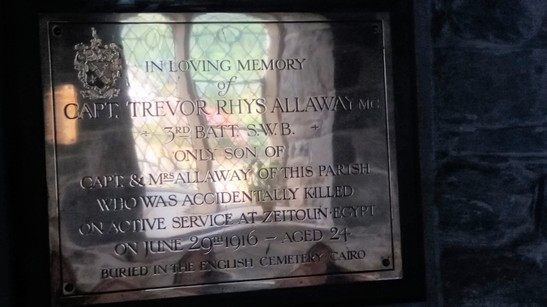 IN LOVING MEMORY
of
CAPT. TREVOR RHYS ALLAWAY MC
3RD BATT. S.W.B.
ONLY SON OF
CAPT. & MRS ALLAWAY OF THIS PARISH
WHO WAS ACCIDENTALLY KILLED
ON ACTIVE SERVICE AT ZEITOUN·EGYPT
ON JUNE 29TH 1916 – AGED 24
BURIED IN THE ENGLISH CEMETERY·CAIRO